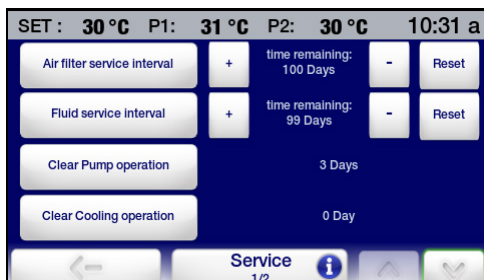 SET : 30 °C P1: 31 °C P2: 30 °C 10:31 a
Air filter service interval + time remaining: - Reset
100 Days
Fluid service interval + time remaining: - Reset
99 Days
Clear Pump operation 3 Days
Clear Cooling operation 0 Day
Service i
1/2